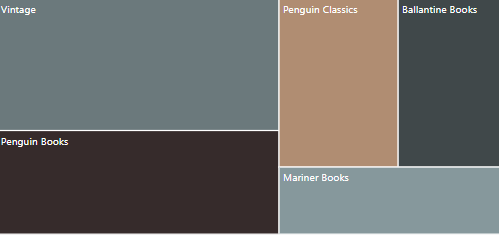 Vintage
Penguin Classics
Ballantine Books
Penguin Books
Mariner Books